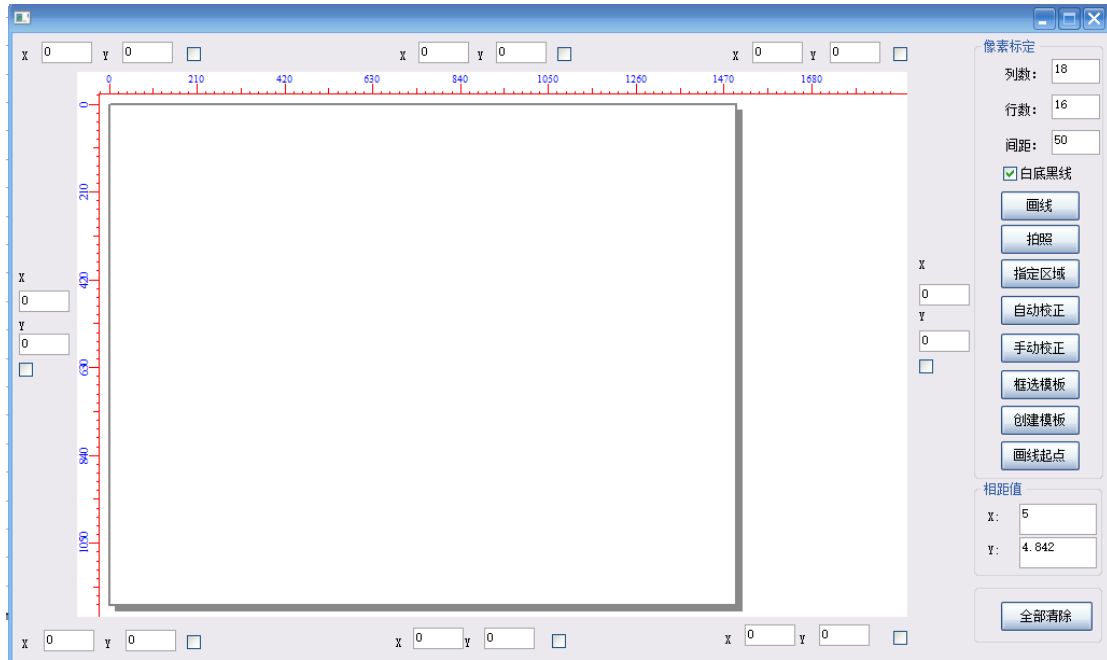 X 0 Y 0 X 0 Y 0 X 0 Y 0
0 210 420 630 840 1050 1260 1470 1680
0
210
420
630
840
1050
X
0
Y
0
X
0
Y
0
X 0 Y 0 X 0 Y 0 X 0 Y 0
像素标定
列数: 18
行数: 16
间距: 50
白底黑线
画线
拍照
指定区域
自动校正
手动校正
框选模板
创建模板
画线起点
相距值
X: 5
Y: 4.842
全部清除